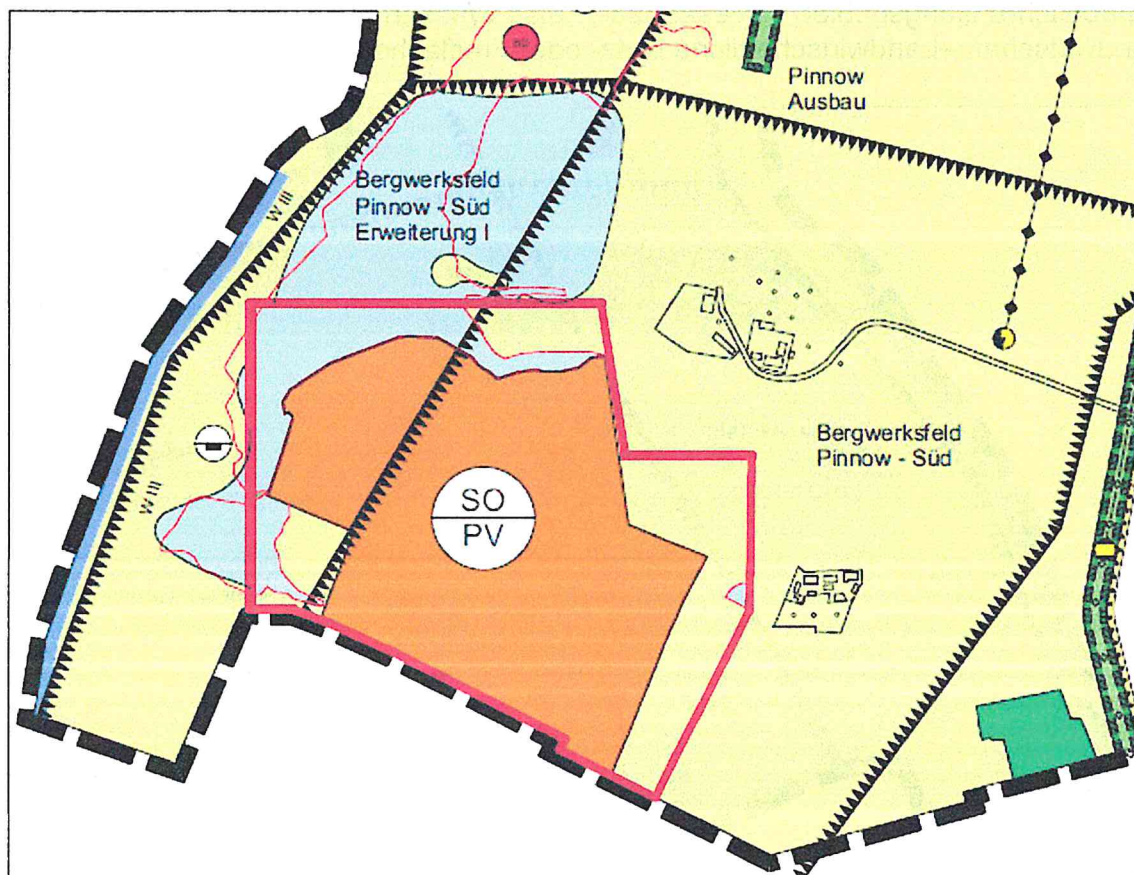 Pinnow
Ausbau
Bergwerksfeld
Pinnow - Süd
Erweiterung I
W III
Bergwerksfeld
Pinnow - Süd
W III
SO
PV